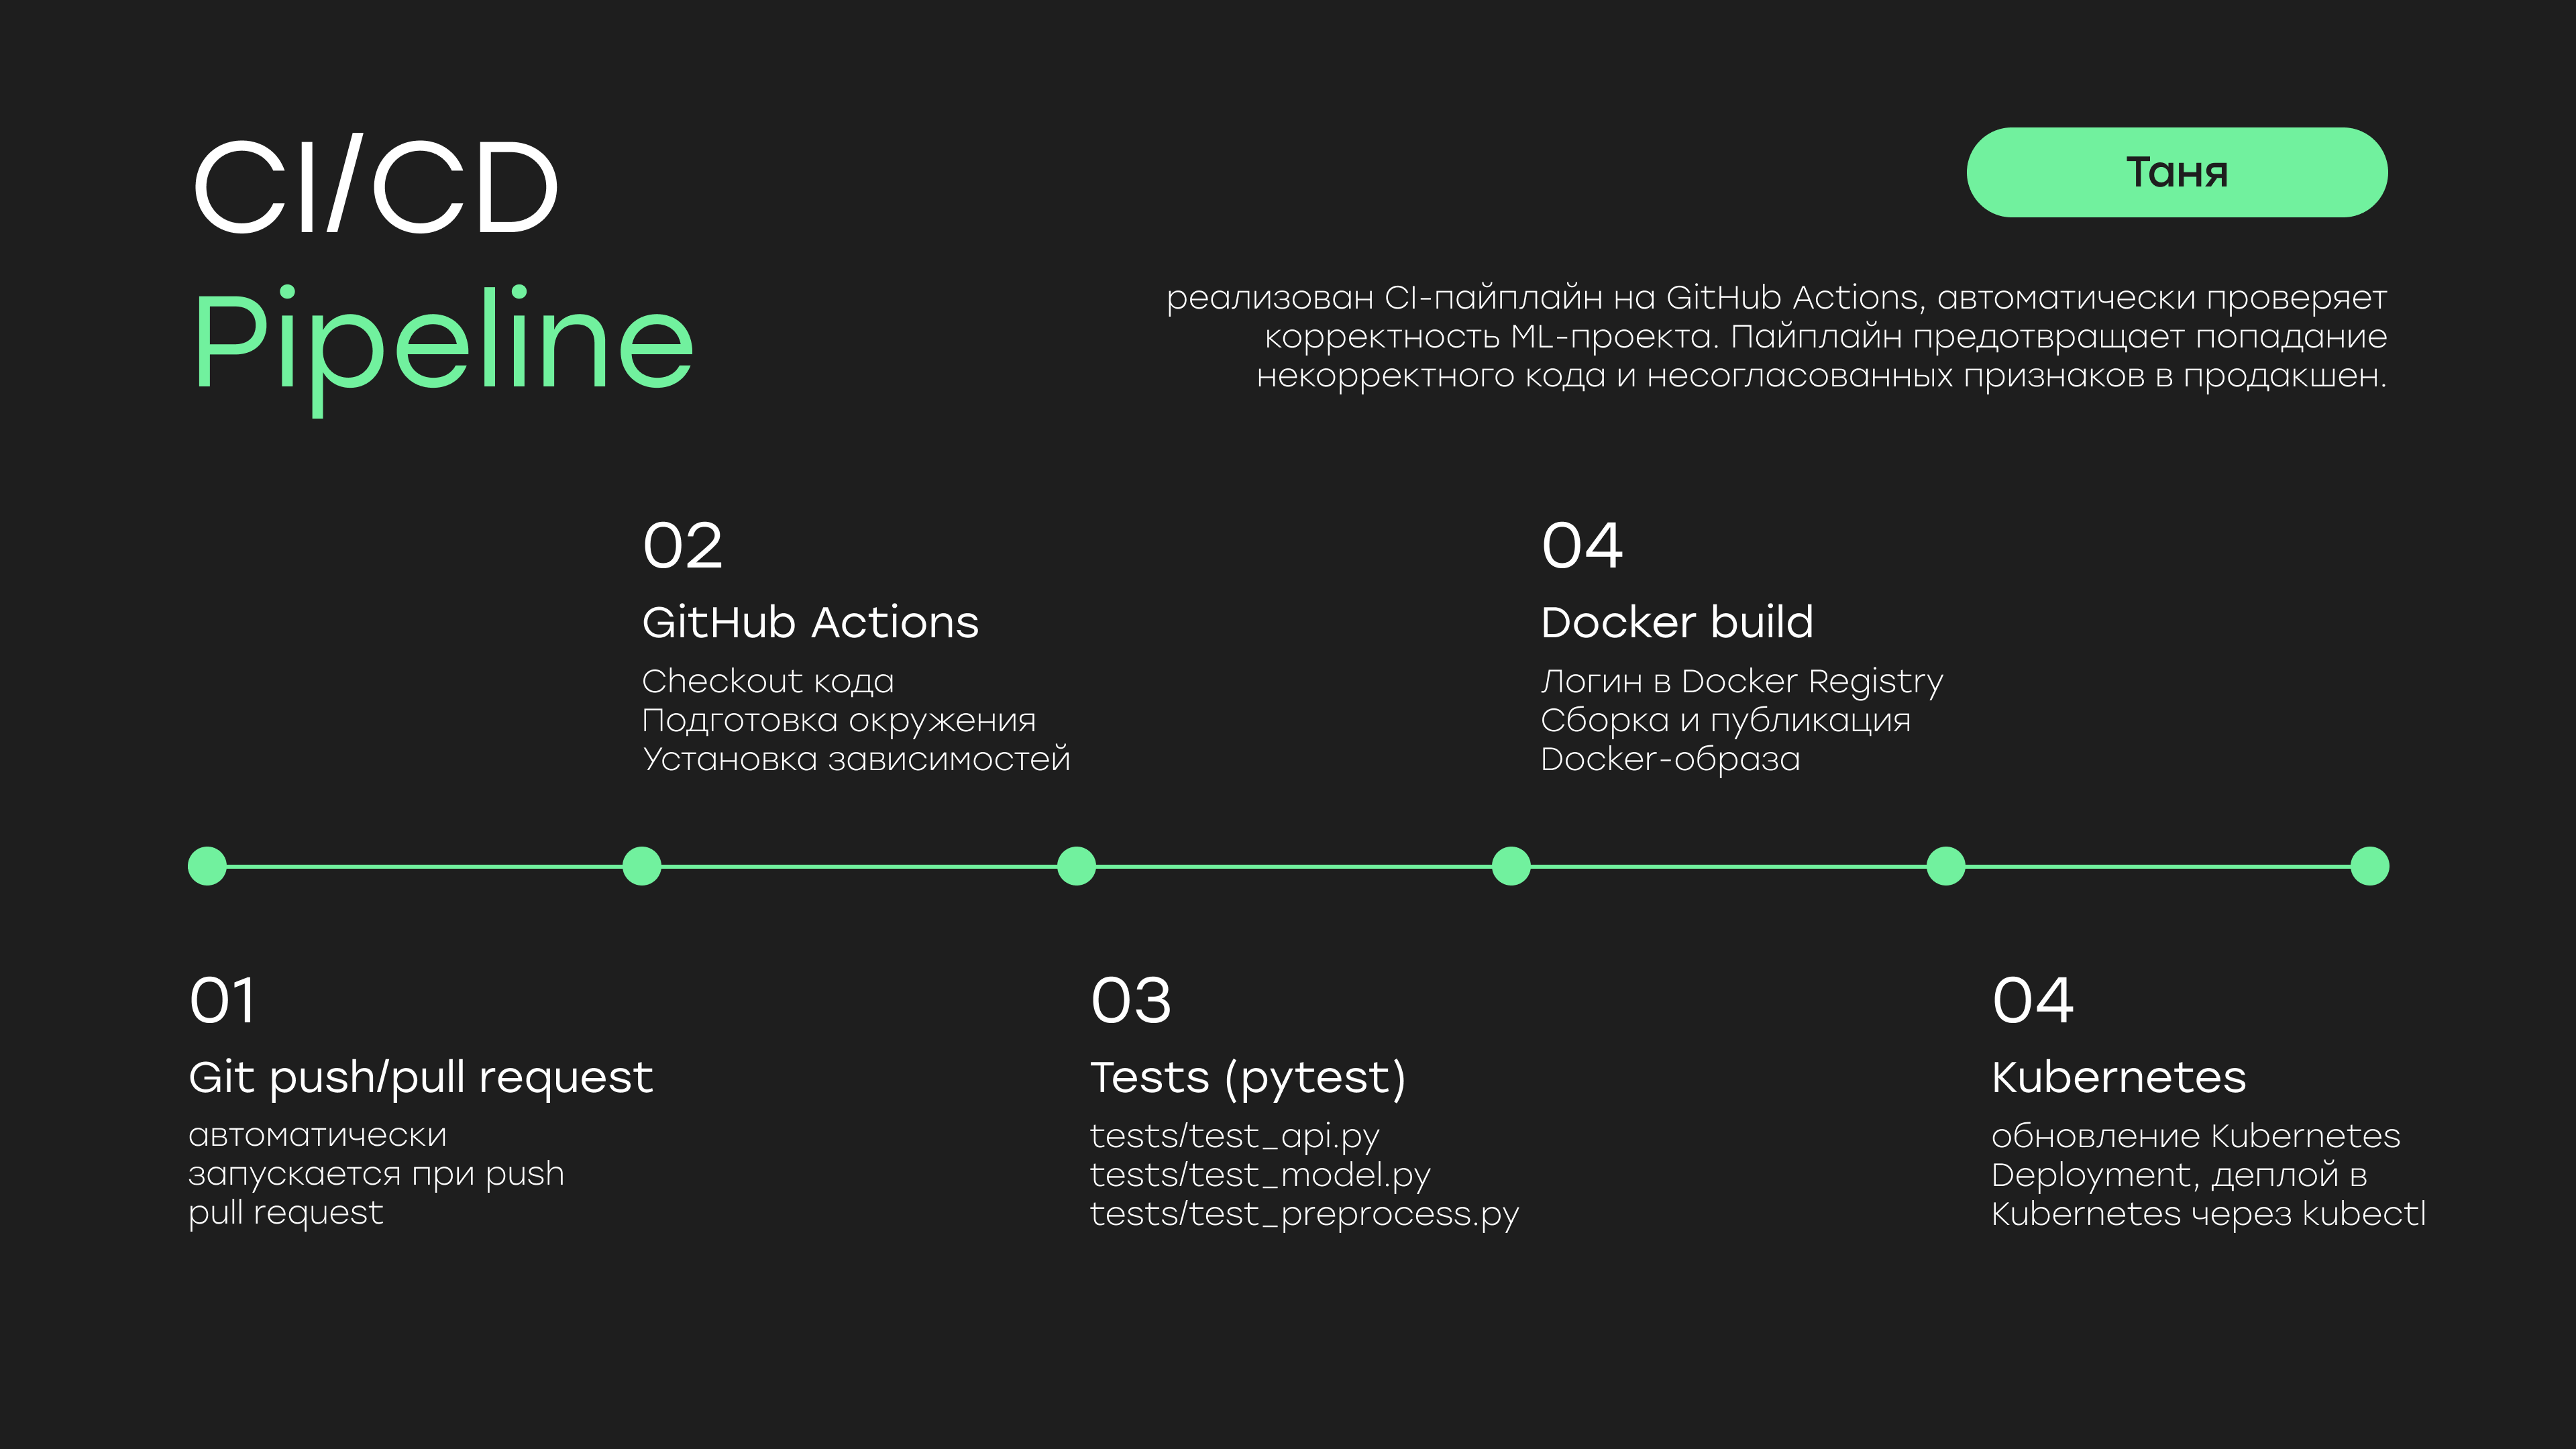 CI/CD
Pipeline
Таня
реализован CI-пайплайн на GitHub Actions, автоматически проверяет
корректность ML-проекта. Пайплайн предотвращает попадание
некорректного кода и несогласованных признаков в продакшен.
02
GitHub Actions
Checkout кода
Подготовка окружения
Установка зависимостей
04
Docker build
Логин в Docker Registry
Сборка и публикация
Docker-образа
01
Git push/pull request
автоматически
запускается при push
pull request
03
Tests (pytest)
tests/test_api.py
tests/test_model.py
tests/test_preprocess.py
04
Kubernetes
обновление Kubernetes
Deployment, деплой в
Kubernetes через kubectl